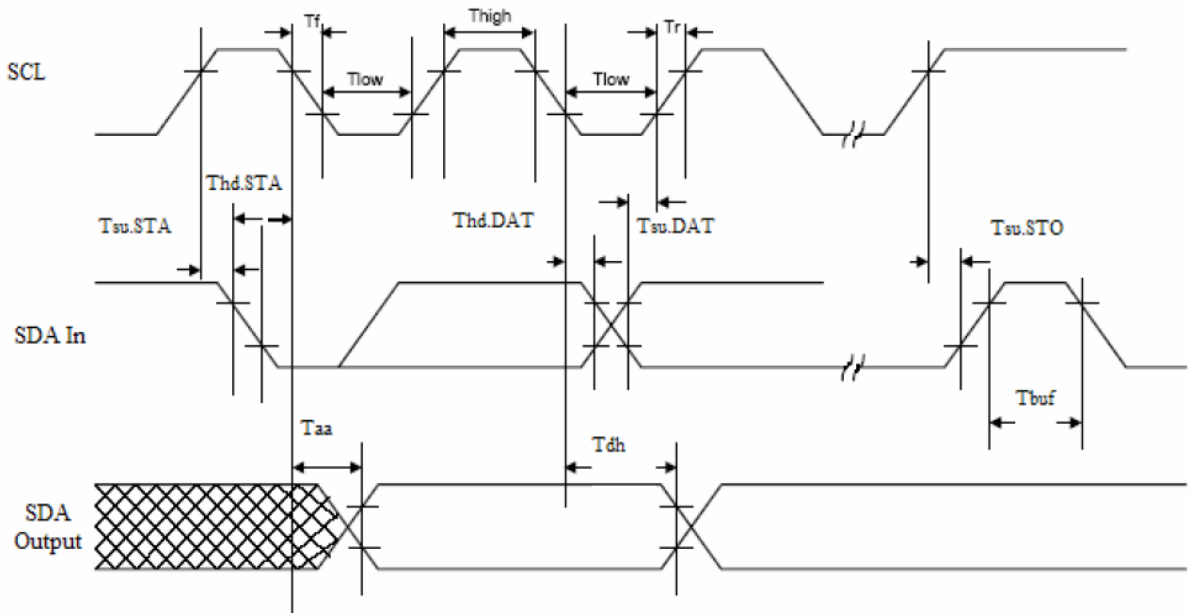 Tf
Thigh
Tr
SCL
Tlow
Tlow
Thd.STA
Tsu.STA
Thd.DAT
Tsu.DAT
Tsu.STO
SDA In
Tbuf
Taa
Tdh
SDA
Output